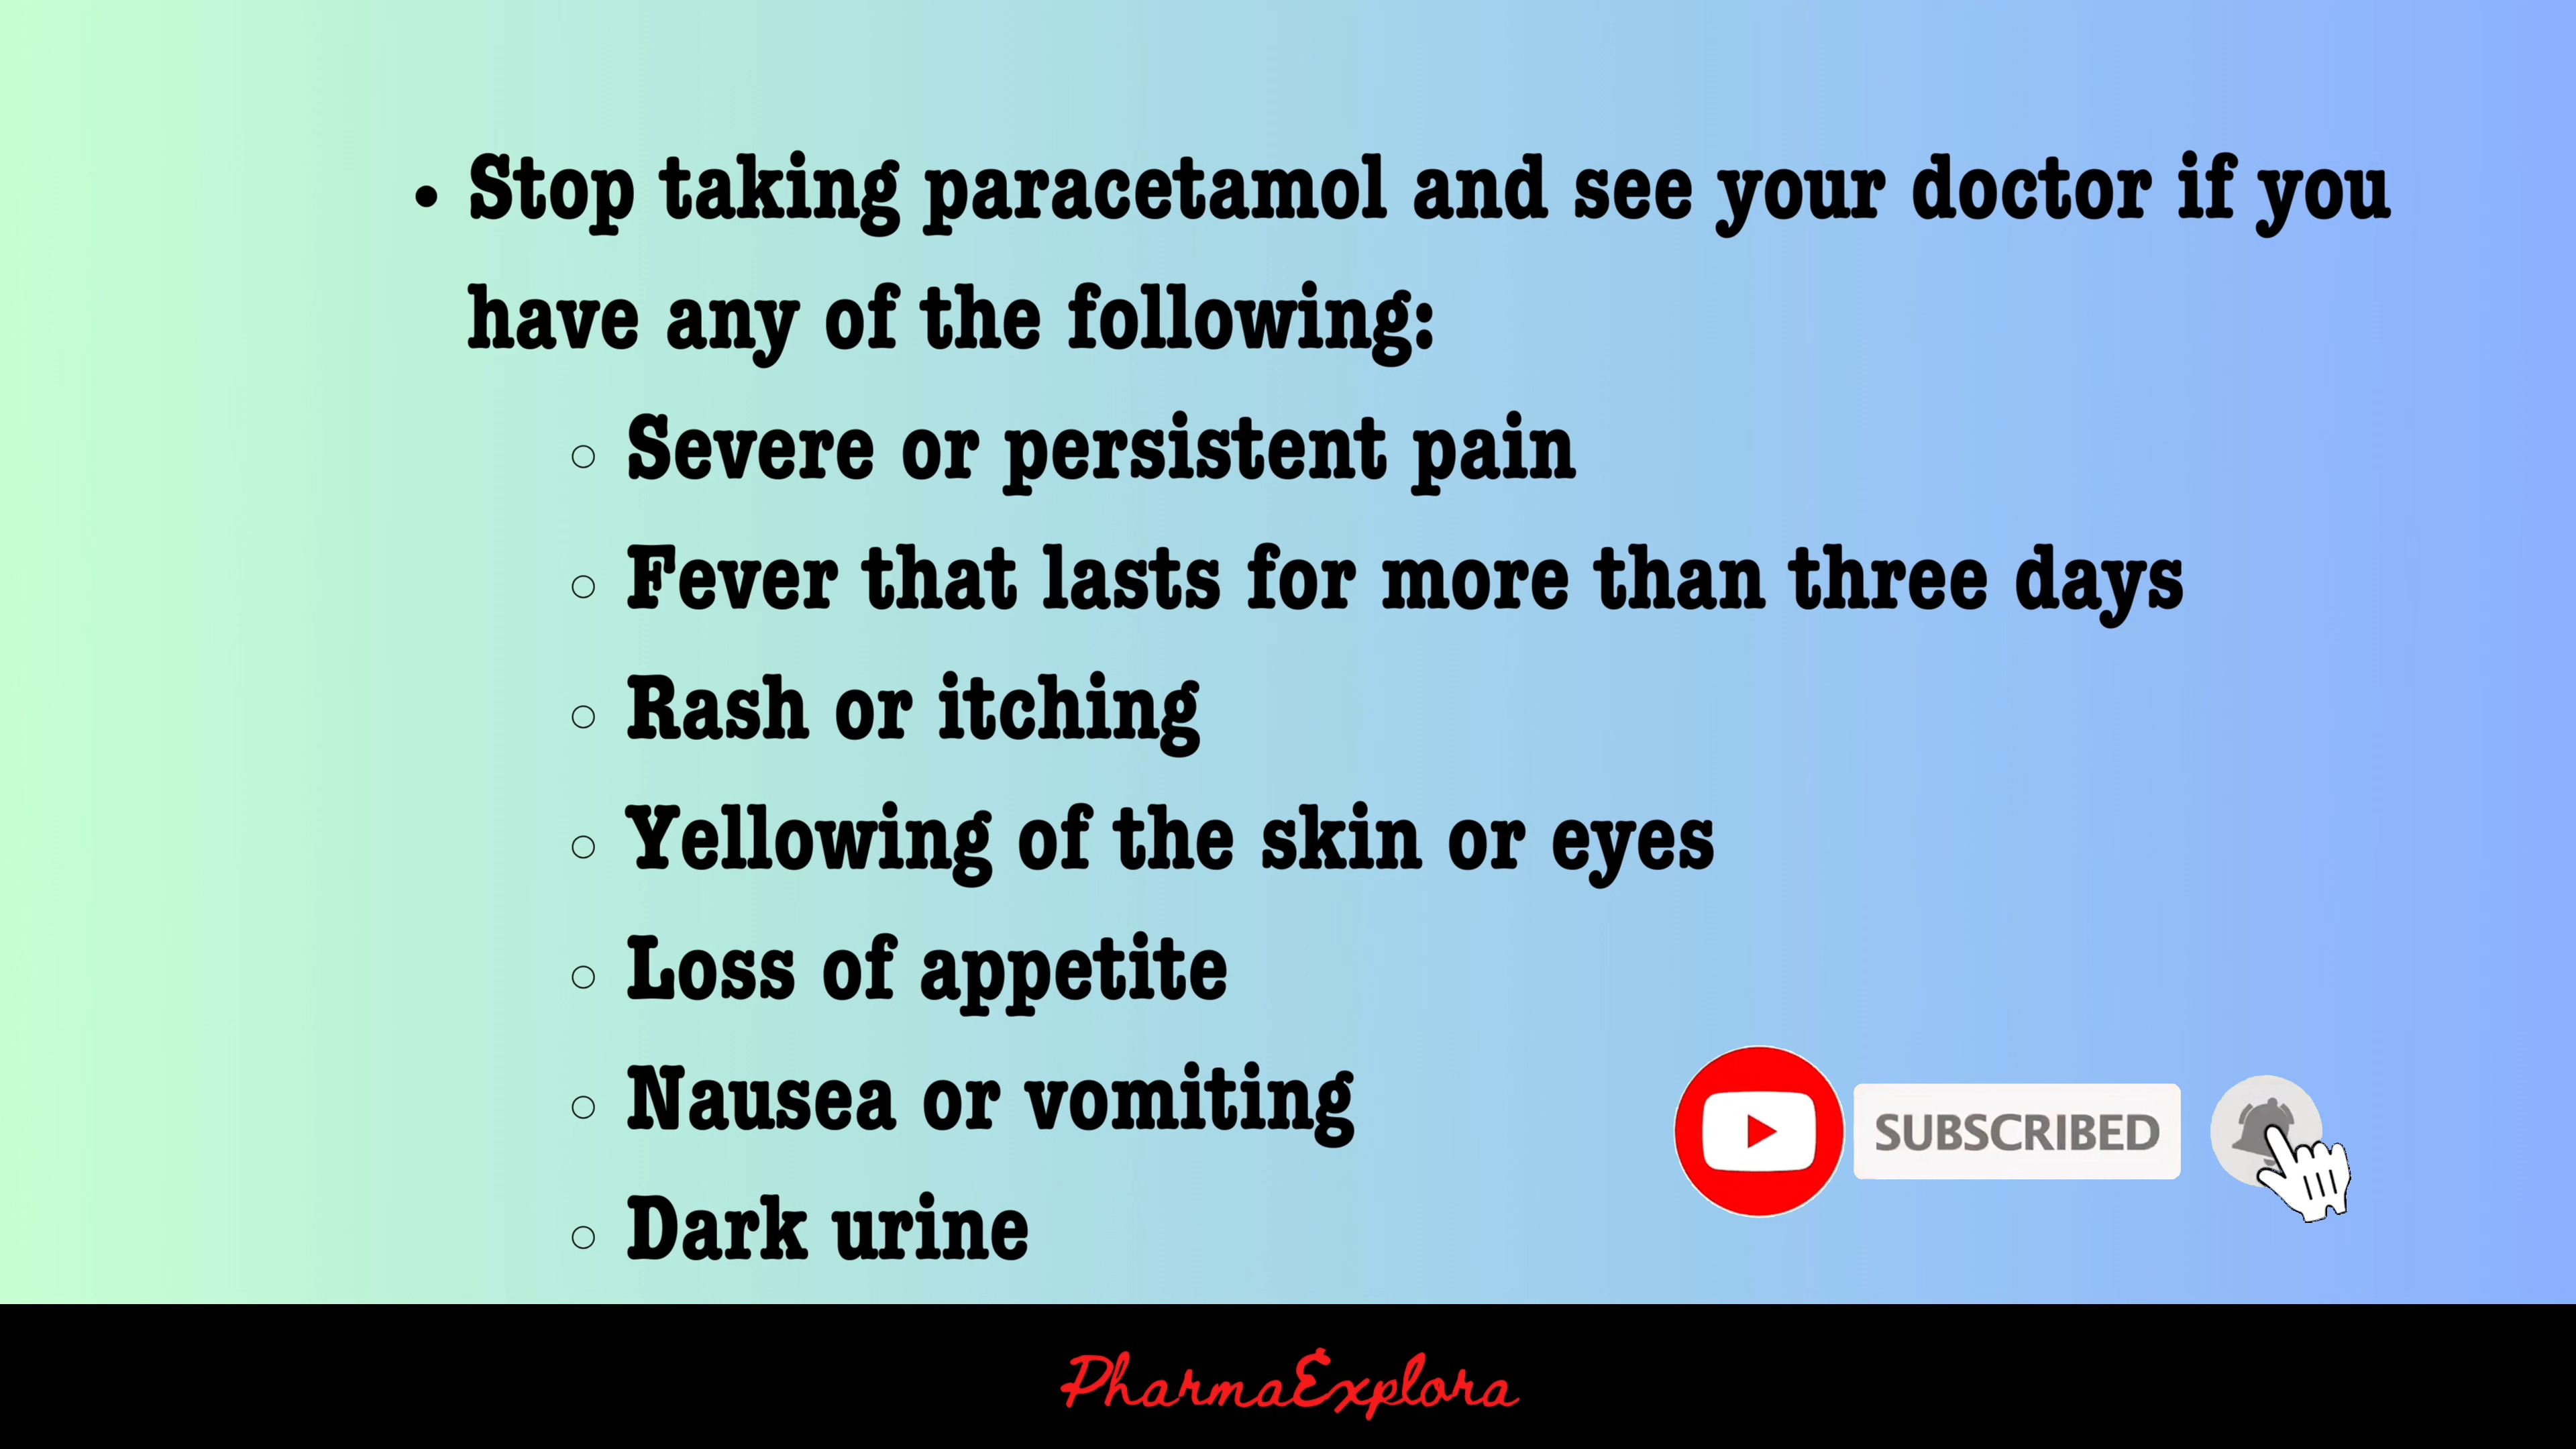 • Stop taking paracetamol and see your doctor if you
have any of the following:
○ Severe or persistent pain
○ Fever that lasts for more than three days
○ Rash or itching
○ Yellowing of the skin or eyes
○ Loss of appetite
○ Nausea or vomiting
○ Dark urine
SUBSCRIBED
PharmaExplora